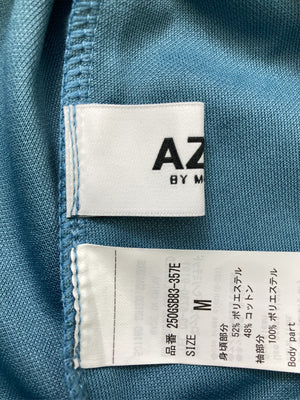 AZ
BY M
品番 250GSB83-357E
SIZE M
身頃部分
52% ポリエステル
48% コットン
袖部分
100% ポリエステル
Body part